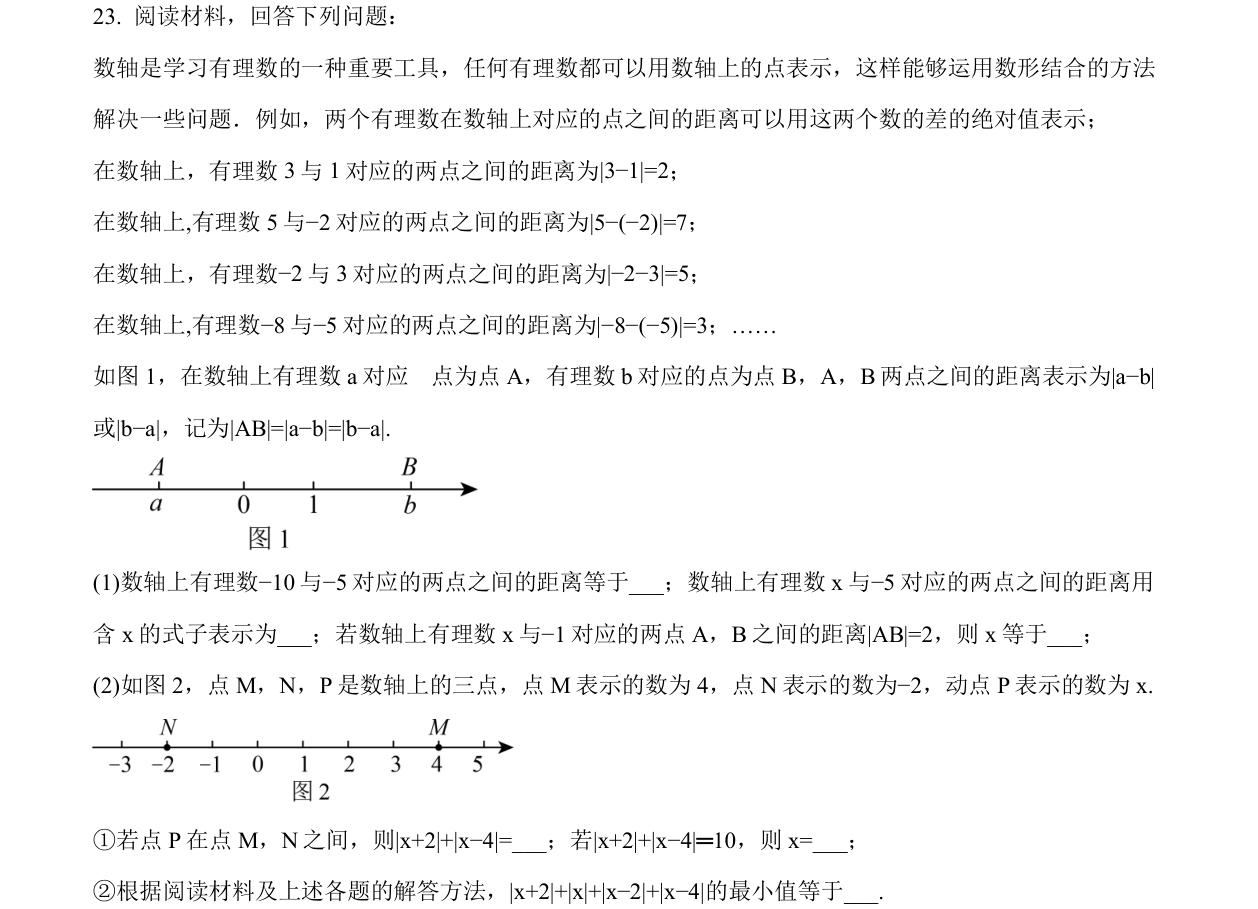 23. 阅读材料，回答下列问题：
数轴是学习有理数的一种重要工具，任何有理数都可以用数轴上的点表示，这样能够运用数形结合的方法
解决一些问题．例如，两个有理数在数轴上对应的点之间的距离可以用这两个数的差的绝对值表示；
在数轴上，有理数 3 与 1 对应的两点之间的距离为|3−1|=2；
在数轴上,有理数 5 与−2 对应的两点之间的距离为|5−(−2)|=7；
在数轴上，有理数−2 与 3 对应的两点之间的距离为|−2−3|=5；
在数轴上,有理数−8 与−5 对应的两点之间的距离为|−8−(−5)|=3；……
如图 1，在数轴上有理数 a 对应　点为点 A，有理数 b 对应的点为点 B，A，B 两点之间的距离表示为|a−b|
或|b−a|，记为|AB|=|a−b|=|b−a|.
A B
a 0 1 b
图 1
(1)数轴上有理数−10 与−5 对应的两点之间的距离等于___；数轴上有理数 x 与−5 对应的两点之间的距离用
含 x 的式子表示为___；若数轴上有理数 x 与−1 对应的两点 A，B 之间的距离|AB|=2，则 x 等于___；
(2)如图 2，点 M，N，P 是数轴上的三点，点 M 表示的数为 4，点 N 表示的数为−2，动点 P 表示的数为 x.
N M
−3 −2 −1 0 1 2 3 4 5
图 2
①若点 P 在点 M，N 之间，则|x+2|+|x−4|=___；若|x+2|+|x−4|═10，则 x=___；
②根据阅读材料及上述各题的解答方法，|x+2|+|x|+|x−2|+|x−4|的最小值等于___.